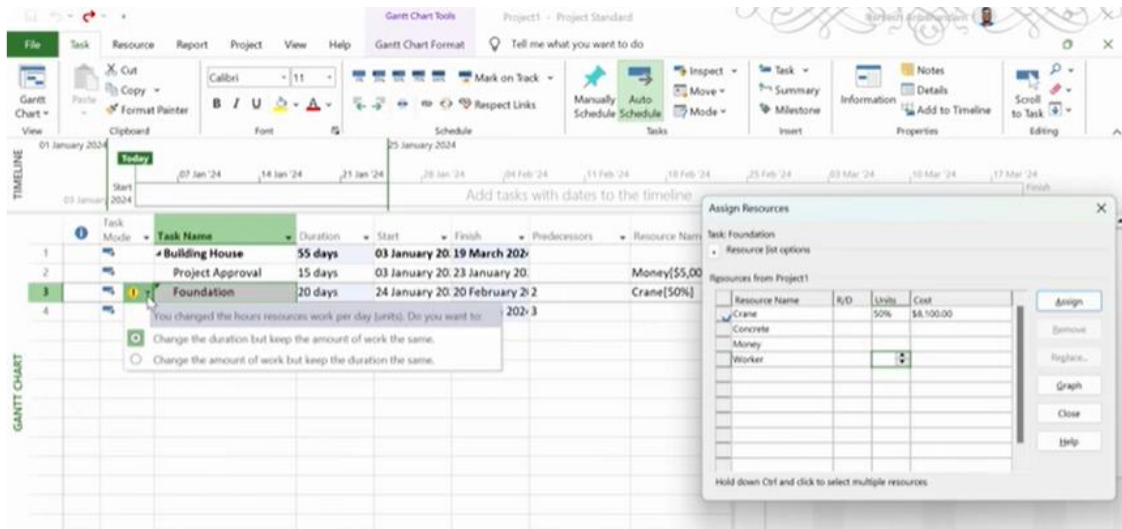 Gantt Chart Tools
Project1 - Project Standard
File Task Resource Report Project View Help Gantt Chart Format Tell me what you want to do
Gantt Chart
View
Paste
Cut
Copy
Format Painter
Clipboard
Calibri 11
B I U A
Font
Mark on Track
Respect Links
Schedule
Manually Schedule
Auto Schedule
Inspect
Move
Mode
Tasks
Task
Summary
Milestone
Insert
Information
Notes
Details
Add to Timeline
Properties
Scroll to Task
Editing
TIMELINE
01 January 2024
25 January 2024
Today
07 Jan '24 14 Jan '24 21 Jan '24 28 Jan '24 04 Feb '24 11 Feb '24 18 Feb '24 25 Feb '24 03 Mar '24 10 Mar '24 17 Mar '24
Start
03 January 2024
Add tasks with dates to the timeline
Finish
GANTT CHART
Task Mode Task Name Duration Start Finish Predecessors Resource Nam
1 Building House 55 days 03 January 20. 19 March 202
2 Project Approval 15 days 03 January 20. 23 January 20. Money[$5,00
3 Foundation 20 days 24 January 20. 20 February 2 2 Crane[50%]
4 202 3
You changed the hours resources work per day (units). Do you want to:
Change the duration but keep the amount of work the same.
Change the amount of work but keep the duration the same.
Assign Resources
Task: Foundation
Resource list options
Resources from Project1
Resource Name R/D Units Cost
Crane 50% $8,100.00
Concrete
Money
Worker
Assign
Remove
Replace...
Graph
Close
Help
Hold down Ctrl and click to select multiple resources